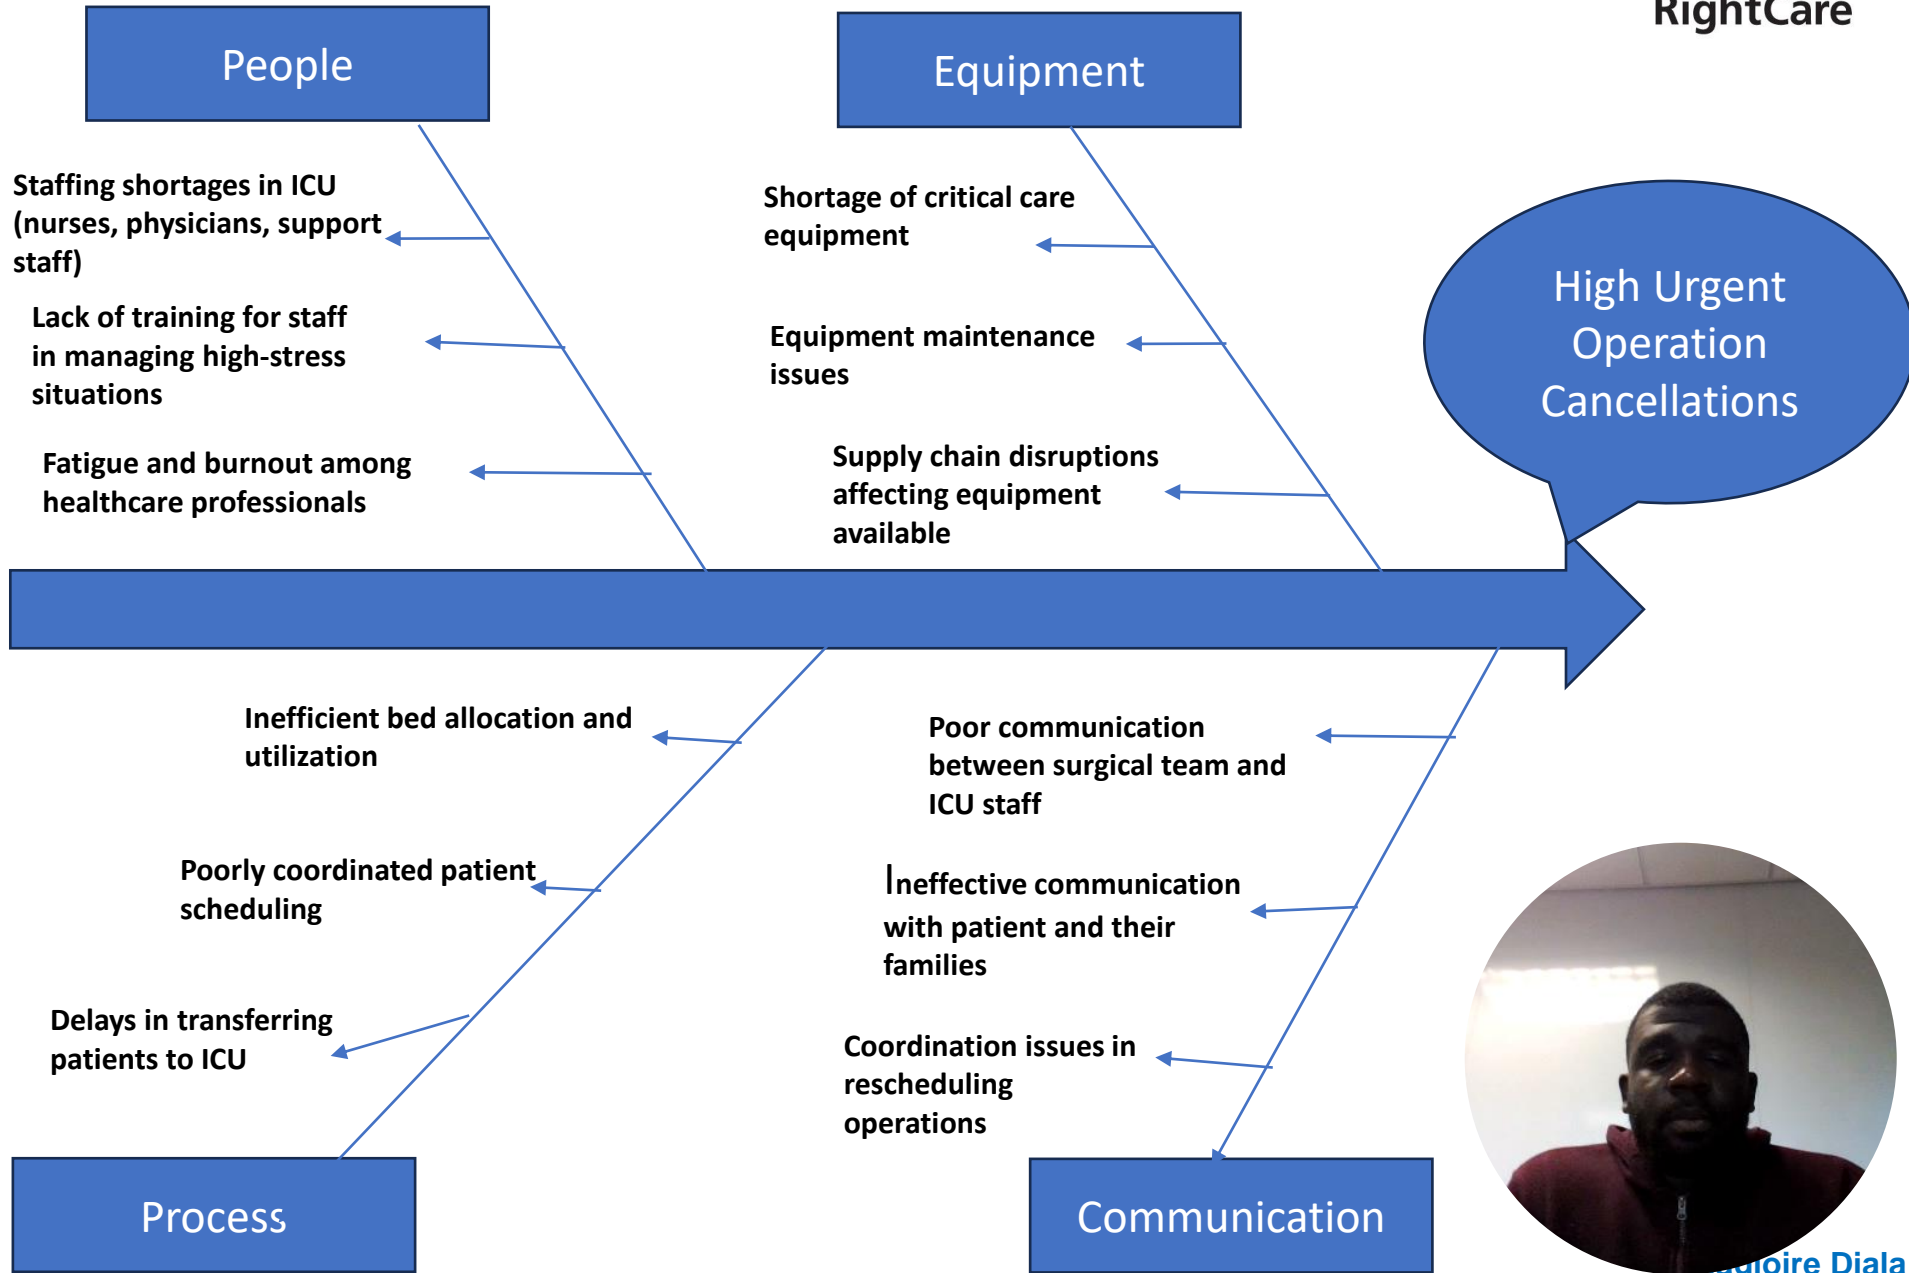 RightCare
People
Equipment
Staffing shortages in ICU
(nurses, physicians, support
staff)
Lack of training for staff
in managing high-stress
situations
Fatigue and burnout among
healthcare professionals
Shortage of critical care
equipment
Equipment maintenance
issues
Supply chain disruptions
affecting equipment
available
High Urgent
Operation
Cancellations
Inefficient bed allocation and
utilization
Poorly coordinated patient
scheduling
Delays in transferring
patients to ICU
Poor communication
between surgical team and
ICU staff
Ineffective communication
with patient and their
families
Coordination issues in
rescheduling
operations
Process
Communication
Diala